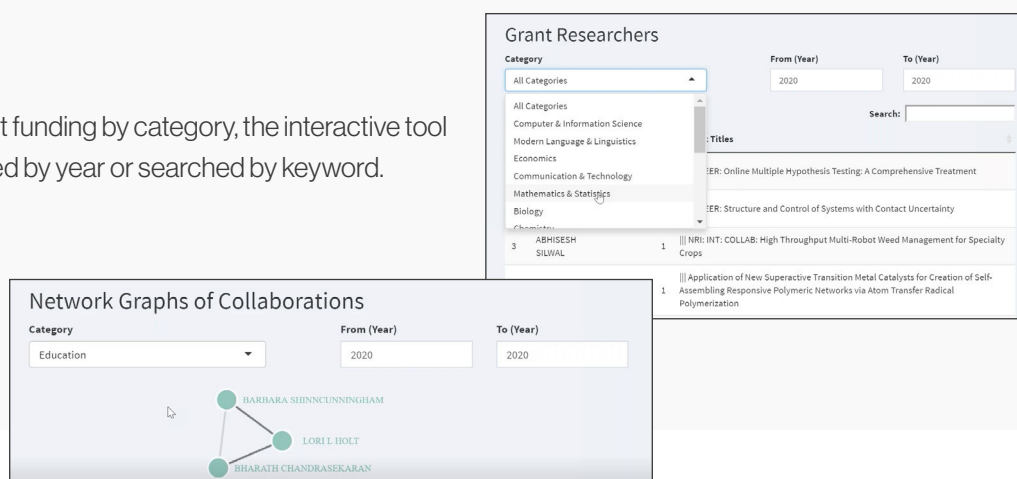 t funding by category, the interactive tool
ed by year or searched by keyword.
Grant Researchers
Category
From (Year)
To (Year)
All Categories
2020
2020
All Categories
Computer & Information Science
Modern Language & Linguistics
Economics
Communication & Technology
Mathematics & Statistics
Biology
Chemistry
Search:
: Titles
EER: Online Multiple Hypothesis Testing: A Comprehensive Treatment
EER: Structure and Control of Systems with Contact Uncertainty
3 ABHISESH 1 ||| NRI: INT: COLLAB: High Throughput Multi-Robot Weed Management for Specialty
SILWAL Crops
||| Application of New Superactive Transition Metal Catalysts for Creation of Self-
1 Assembling Responsive Polymeric Networks via Atom Transfer Radical
Polymerization
Network Graphs of Collaborations
Category
From (Year)
To (Year)
Education
2020
2020
BARBARA SHINNCUNNINGHAM
LORI L HOLT
BHARATH CHANDRASEKARAN